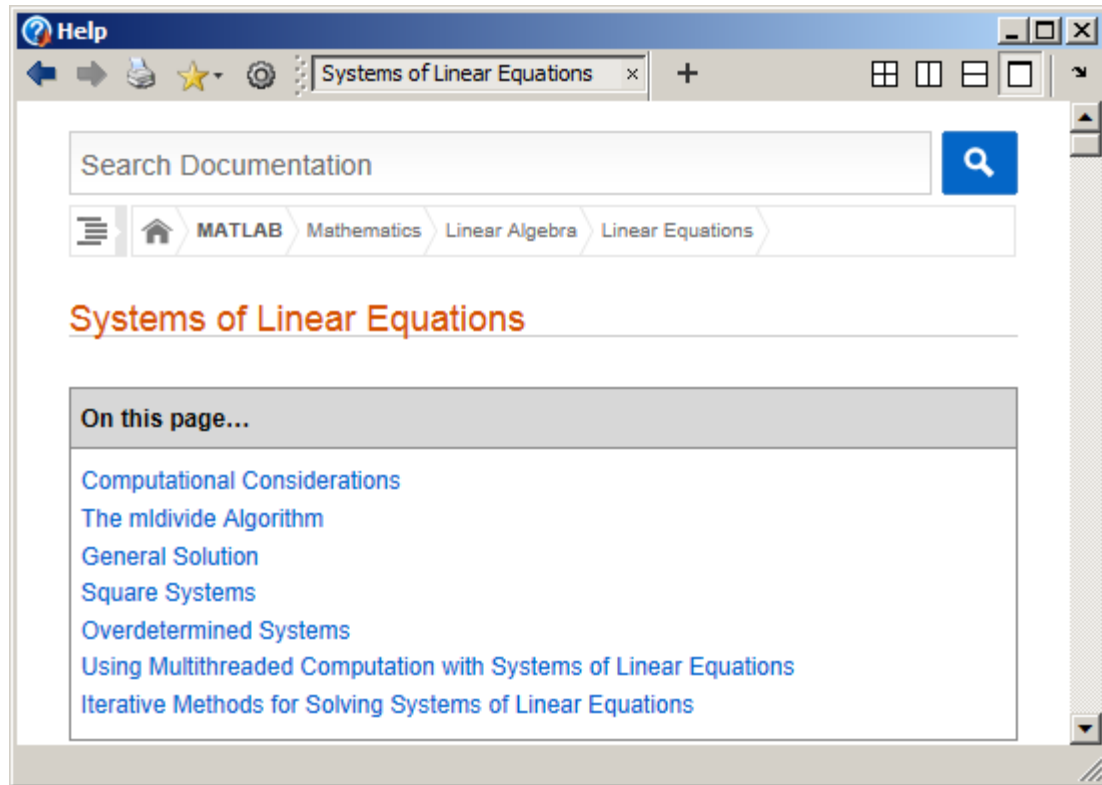 Help
Systems of Linear Equations
Search Documentation
MATLAB Mathematics Linear Algebra Linear Equations
Systems of Linear Equations
On this page...
Computational Considerations
The mldivide Algorithm
General Solution
Square Systems
Overdetermined Systems
Using Multithreaded Computation with Systems of Linear Equations
Iterative Methods for Solving Systems of Linear Equations